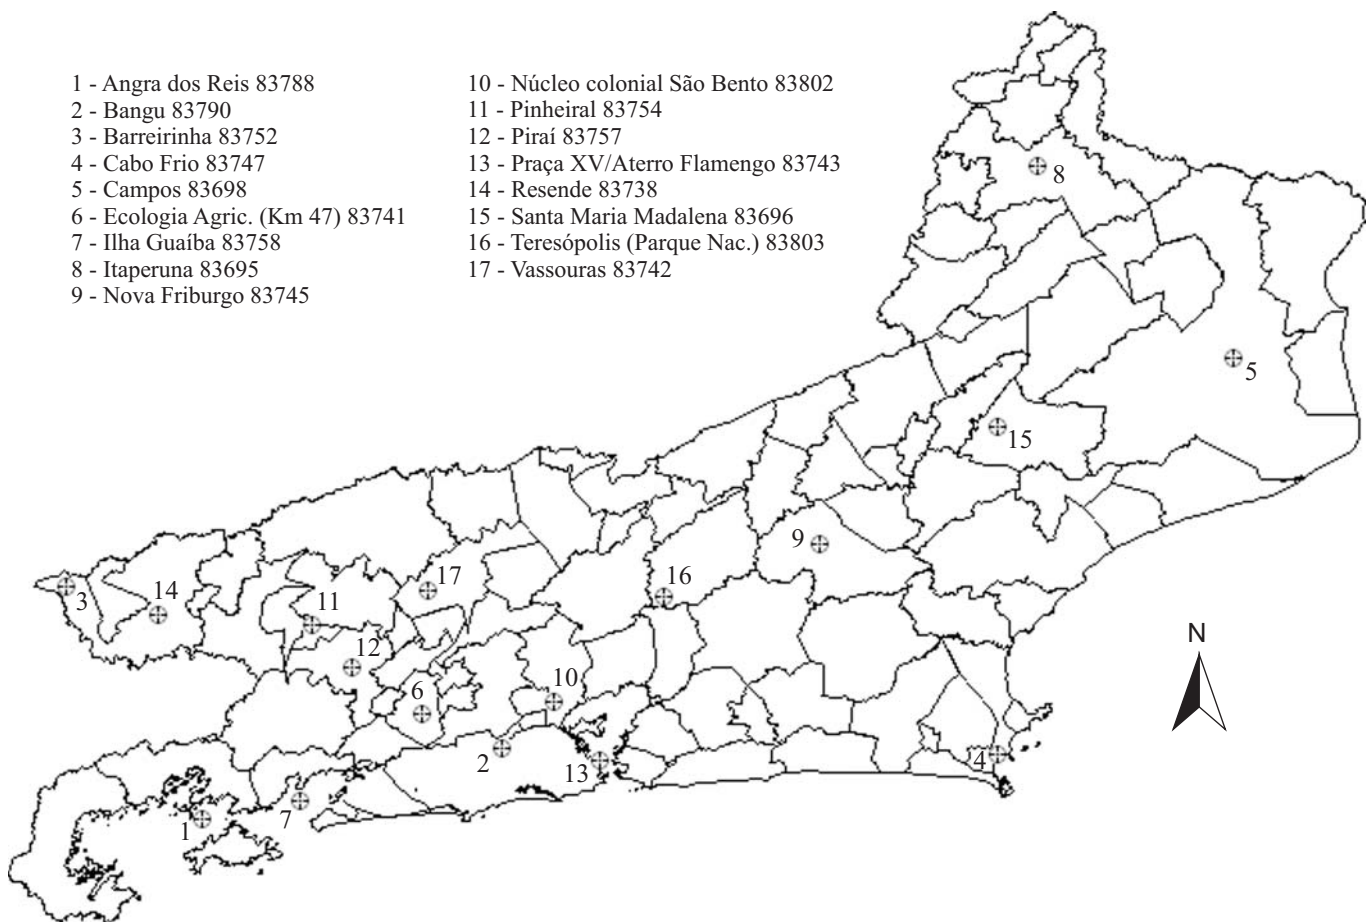 1 - Angra dos Reis 83788
2 - Bangu 83790
3 - Barreirinha 83752
4 - Cabo Frio 83747
5 - Campos 83698
6 - Ecologia Agric. (Km 47) 83741
7 - Ilha Guaíba 83758
8 - Itaperuna 83695
9 - Nova Friburgo 83745
10 - Núcleo colonial São Bento 83802
11 - Pinheiral 83754
12 - Piraí 83757
13 - Praça XV/Aterro Flamengo 83743
14 - Resende 83738
15 - Santa Maria Madalena 83696
16 - Teresópolis (Parque Nac.) 83803
17 - Vassouras 83742
8
5
15
9
17
16
3
14
11
N
12
10
6
2
13
4
7
1